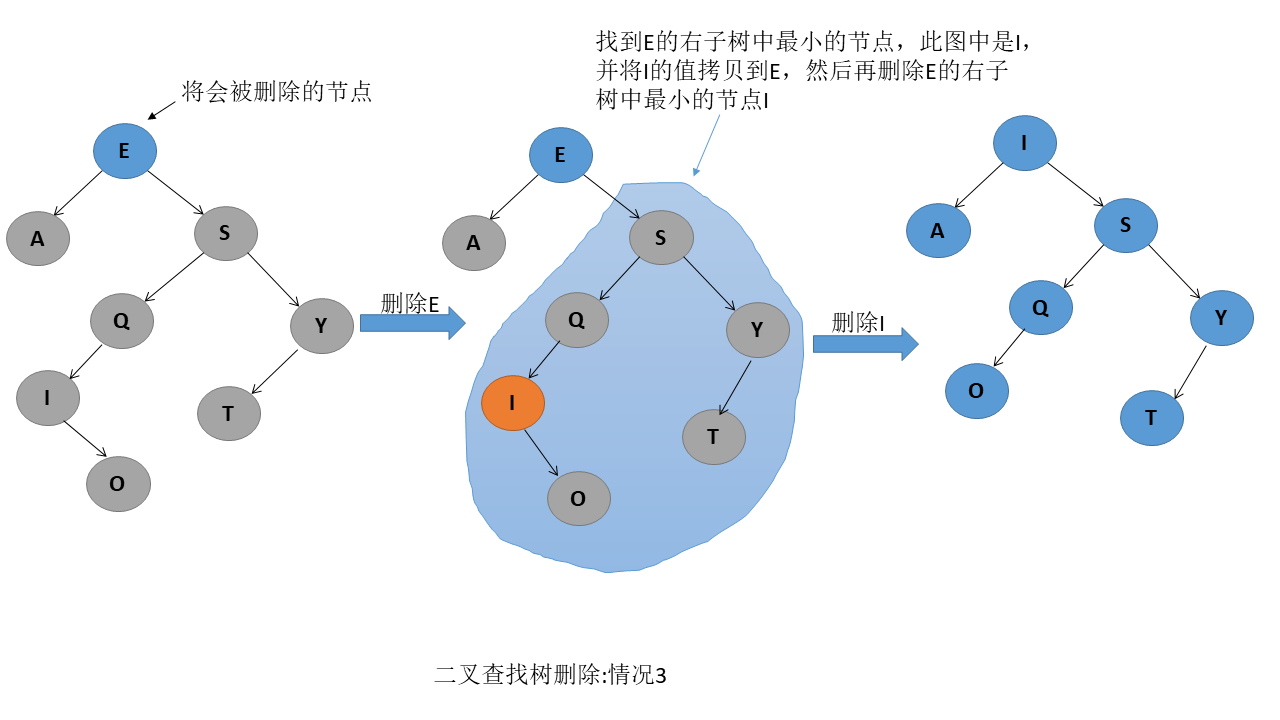 找到E的右子树中最小的节点，此图中是I，
并将I的值拷贝到E，然后再删除E的右子
树中最小的节点I
将会被删除的节点
E
A
S
Q
Y
I
T
O
删除E
E
A
S
Q
Y
I
T
O
删除I
I
A
S
Q
Y
O
T
二叉查找树删除:情况3